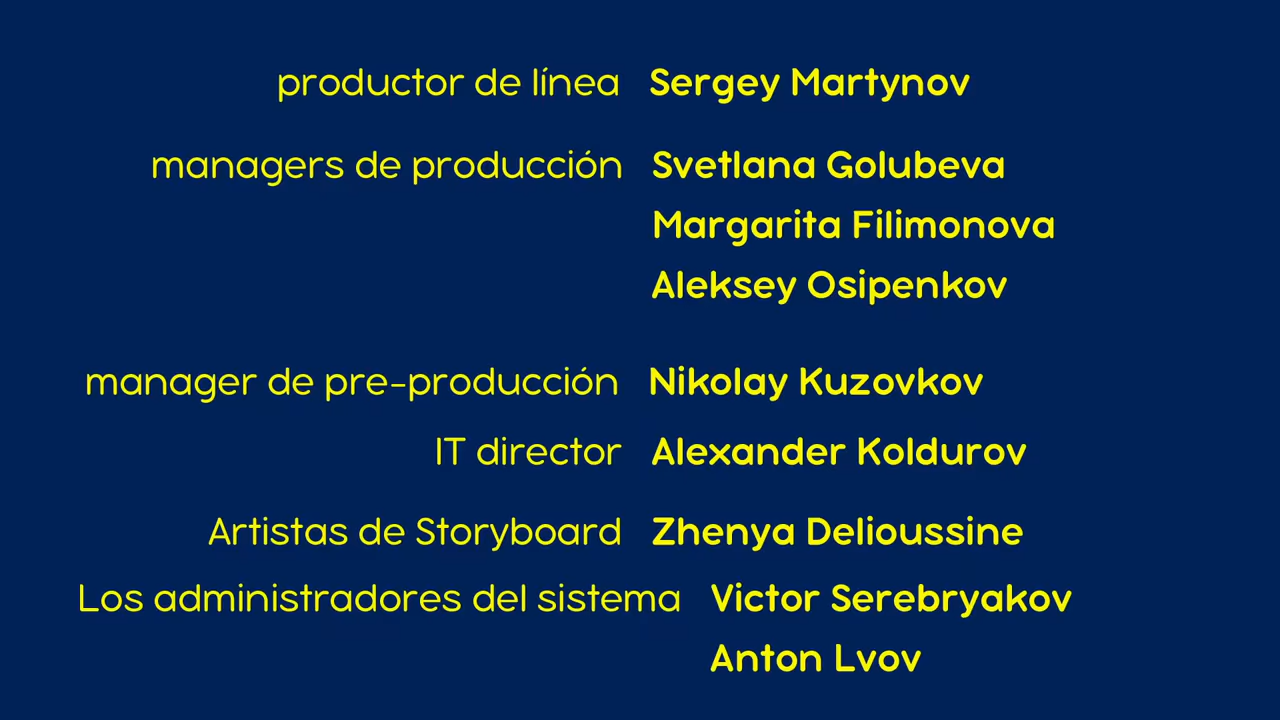 productor de línea Sergey Martynov
managers de producción Svetlana Golubeva
Margarita Filimonova
Aleksey Osipenkov
manager de pre-producción Nikolay Kuzovkov
IT director Alexander Koldurov
Artistas de Storyboard Zhenya Delioussine
Los administradores del sistema Victor Serebryakov
Anton Lvov